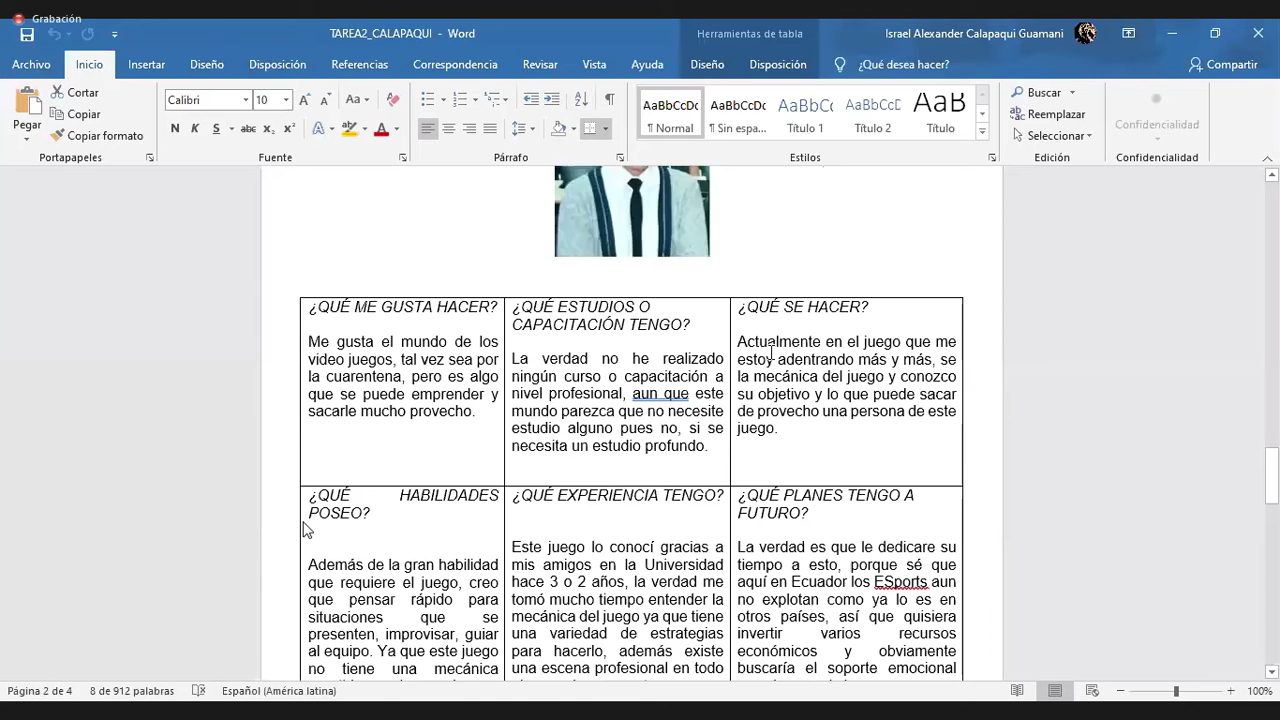 Grabación
TAREA2_CALAPAQUI - Word
Herramientas de tabla
Israel Alexander Calapaqui Guamani
Archivo Inicio Insertar Diseño Disposición Referencias Correspondencia Revisar Vista Ayuda Diseño Disposición ¿Qué desea hacer? Compartir
Pegar
Cortar
Copiar
Copiar formato
Portapapeles
Calibri 10
Aa
N K S abc x₂ x²
A A
Fuente
Párrafo
AaBbCcDc AaBbCcDc AaBbCc AaBbCcD AaB
¶ Normal ¶ Sin espa... Título 1 Título 2 Título
Estilos
Buscar
Reemplazar
Seleccionar
Edición
Confidencialidad
Confidencialidad
¿QUÉ ME GUSTA HACER?
Me gusta el mundo de los
video juegos, tal vez sea por
la cuarentena, pero es algo
que se puede emprender y
sacarle mucho provecho.
¿QUÉ ESTUDIOS O
CAPACITACIÓN TENGO?
La verdad no he realizado
ningún curso o capacitación a
nivel profesional, aun que este
mundo parezca que no necesite
estudio alguno pues no, si se
necesita un estudio profundo.
¿QUÉ SE HACER?
Actualmente en el juego que me
estoy adentrando más y más, se
la mecánica del juego y conozco
su objetivo y lo que puede sacar
de provecho una persona de este
juego.
¿QUÉ HABILIDADES
POSEO?
Además de la gran habilidad
que requiere el juego, creo
que pensar rápido para
situaciones que se
presenten, improvisar, guiar
al equipo. Ya que este juego
no tiene una mecánica
¿QUÉ EXPERIENCIA TENGO?
Este juego lo conocí gracias a
mis amigos en la Universidad
hace 3 o 2 años, la verdad me
tomó mucho tiempo entender la
mecánica del juego ya que tiene
una variedad de estrategias
para hacerlo, además existe
una escena profesional en todo
¿QUÉ PLANES TENGO A
FUTURO?
La verdad es que le dedicare su
tiempo a esto, porque sé que
aquí en Ecuador los ESports aun
no explotan como ya lo es en
otros países, así que quisiera
invertir varios recursos
económicos y obviamente
buscaría el soporte emocional
Página 2 de 4 8 de 912 palabras Español (América latina) 100%